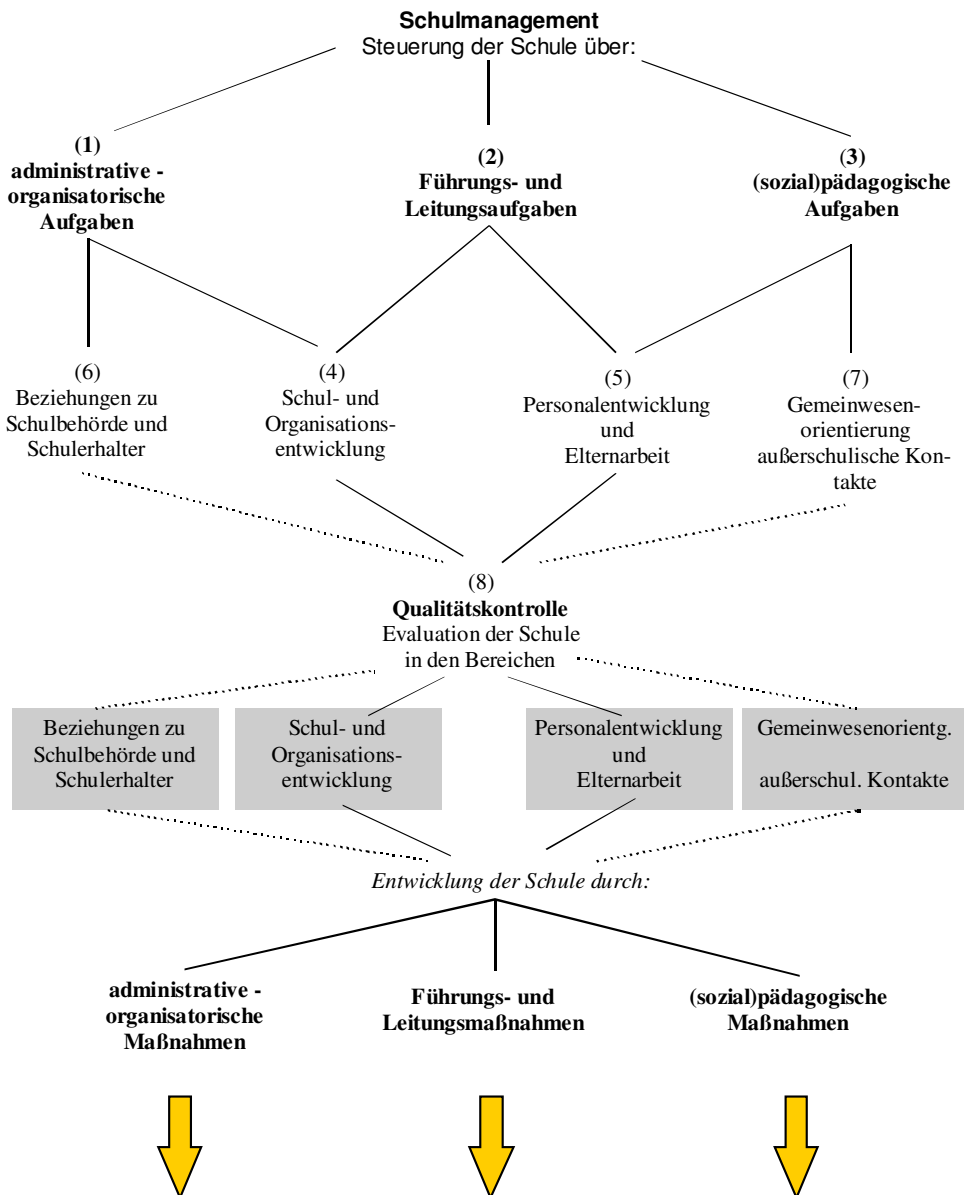 Schulmanagement
Steuerung der Schule über:
(1)
administrative -
organisatorische
Aufgaben
(2)
Führungs- und
Leitungsaufgaben
(3)
(sozial)pädagogische
Aufgaben
(6)
Beziehungen zu
Schulbehörde und
Schulerhalter
(4)
Schul- und
Organisations-
entwicklung
(5)
Personalentwicklung
und
Elternarbeit
(7)
Gemeinwesen-
orientierung
außerschulische Kon-
takte
(8)
Qualitätskontrolle
Evaluation der Schule
in den Bereichen
Beziehungen zu
Schulbehörde und
Schulerhalter
Schul- und
Organisations-
entwicklung
Personalentwicklung
und
Elternarbeit
Gemeinwesenorientg.
außerschul. Kontakte
Entwicklung der Schule durch:
administrative -
organisatorische
Maßnahmen
Führungs- und
Leitungsmaßnahmen
(sozial)pädagogische
Maßnahmen